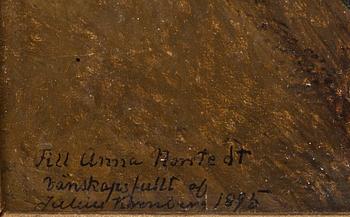 Till Anna Norstedt
vänskapsfullt af
Julius Kronberg 1895